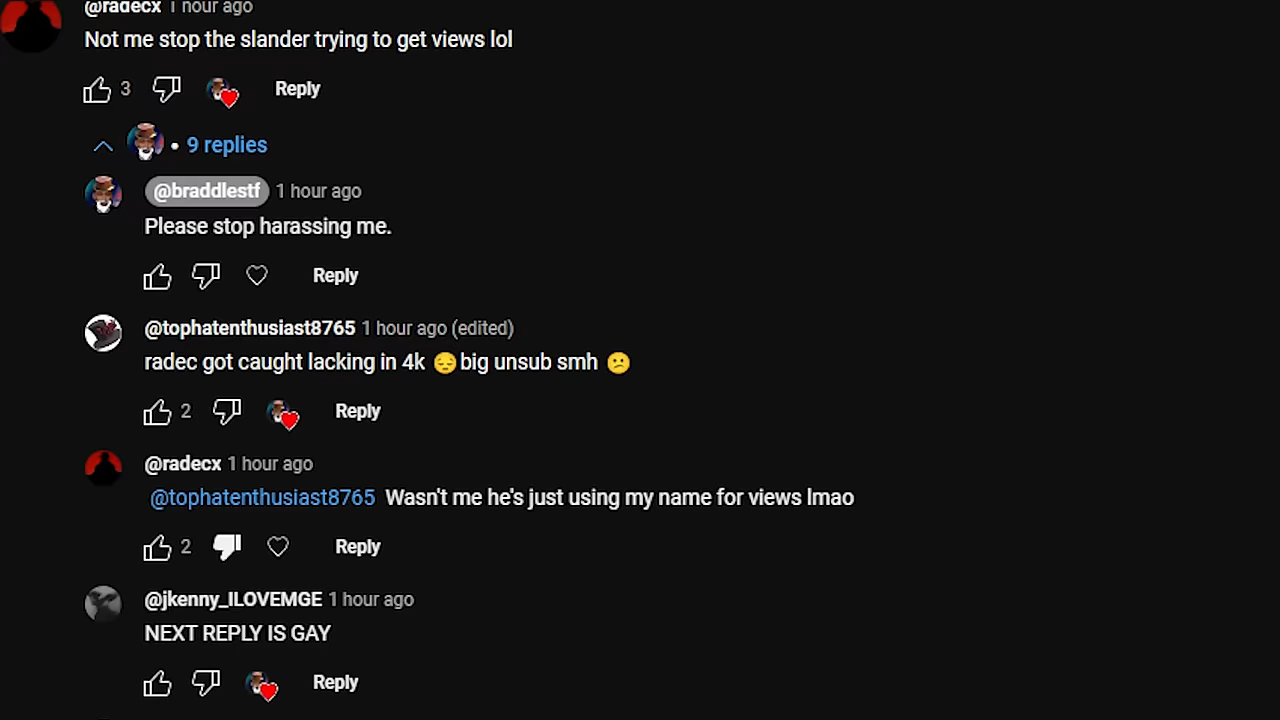 @radecx 1 hour ago
Not me stop the slander trying to get views lol
3 Reply
9 replies
@braddlestf 1 hour ago
Please stop harassing me.
Reply
@tophatenthusiast8765 1 hour ago (edited)
radec got caught lacking in 4k 😔 big unsub smh 😕
2 Reply
@radecx 1 hour ago
@tophatenthusiast8765 Wasn't me he's just using my name for views lmao
2 Reply
@jkenny_ILOVEMGE 1 hour ago
NEXT REPLY IS GAY
Reply